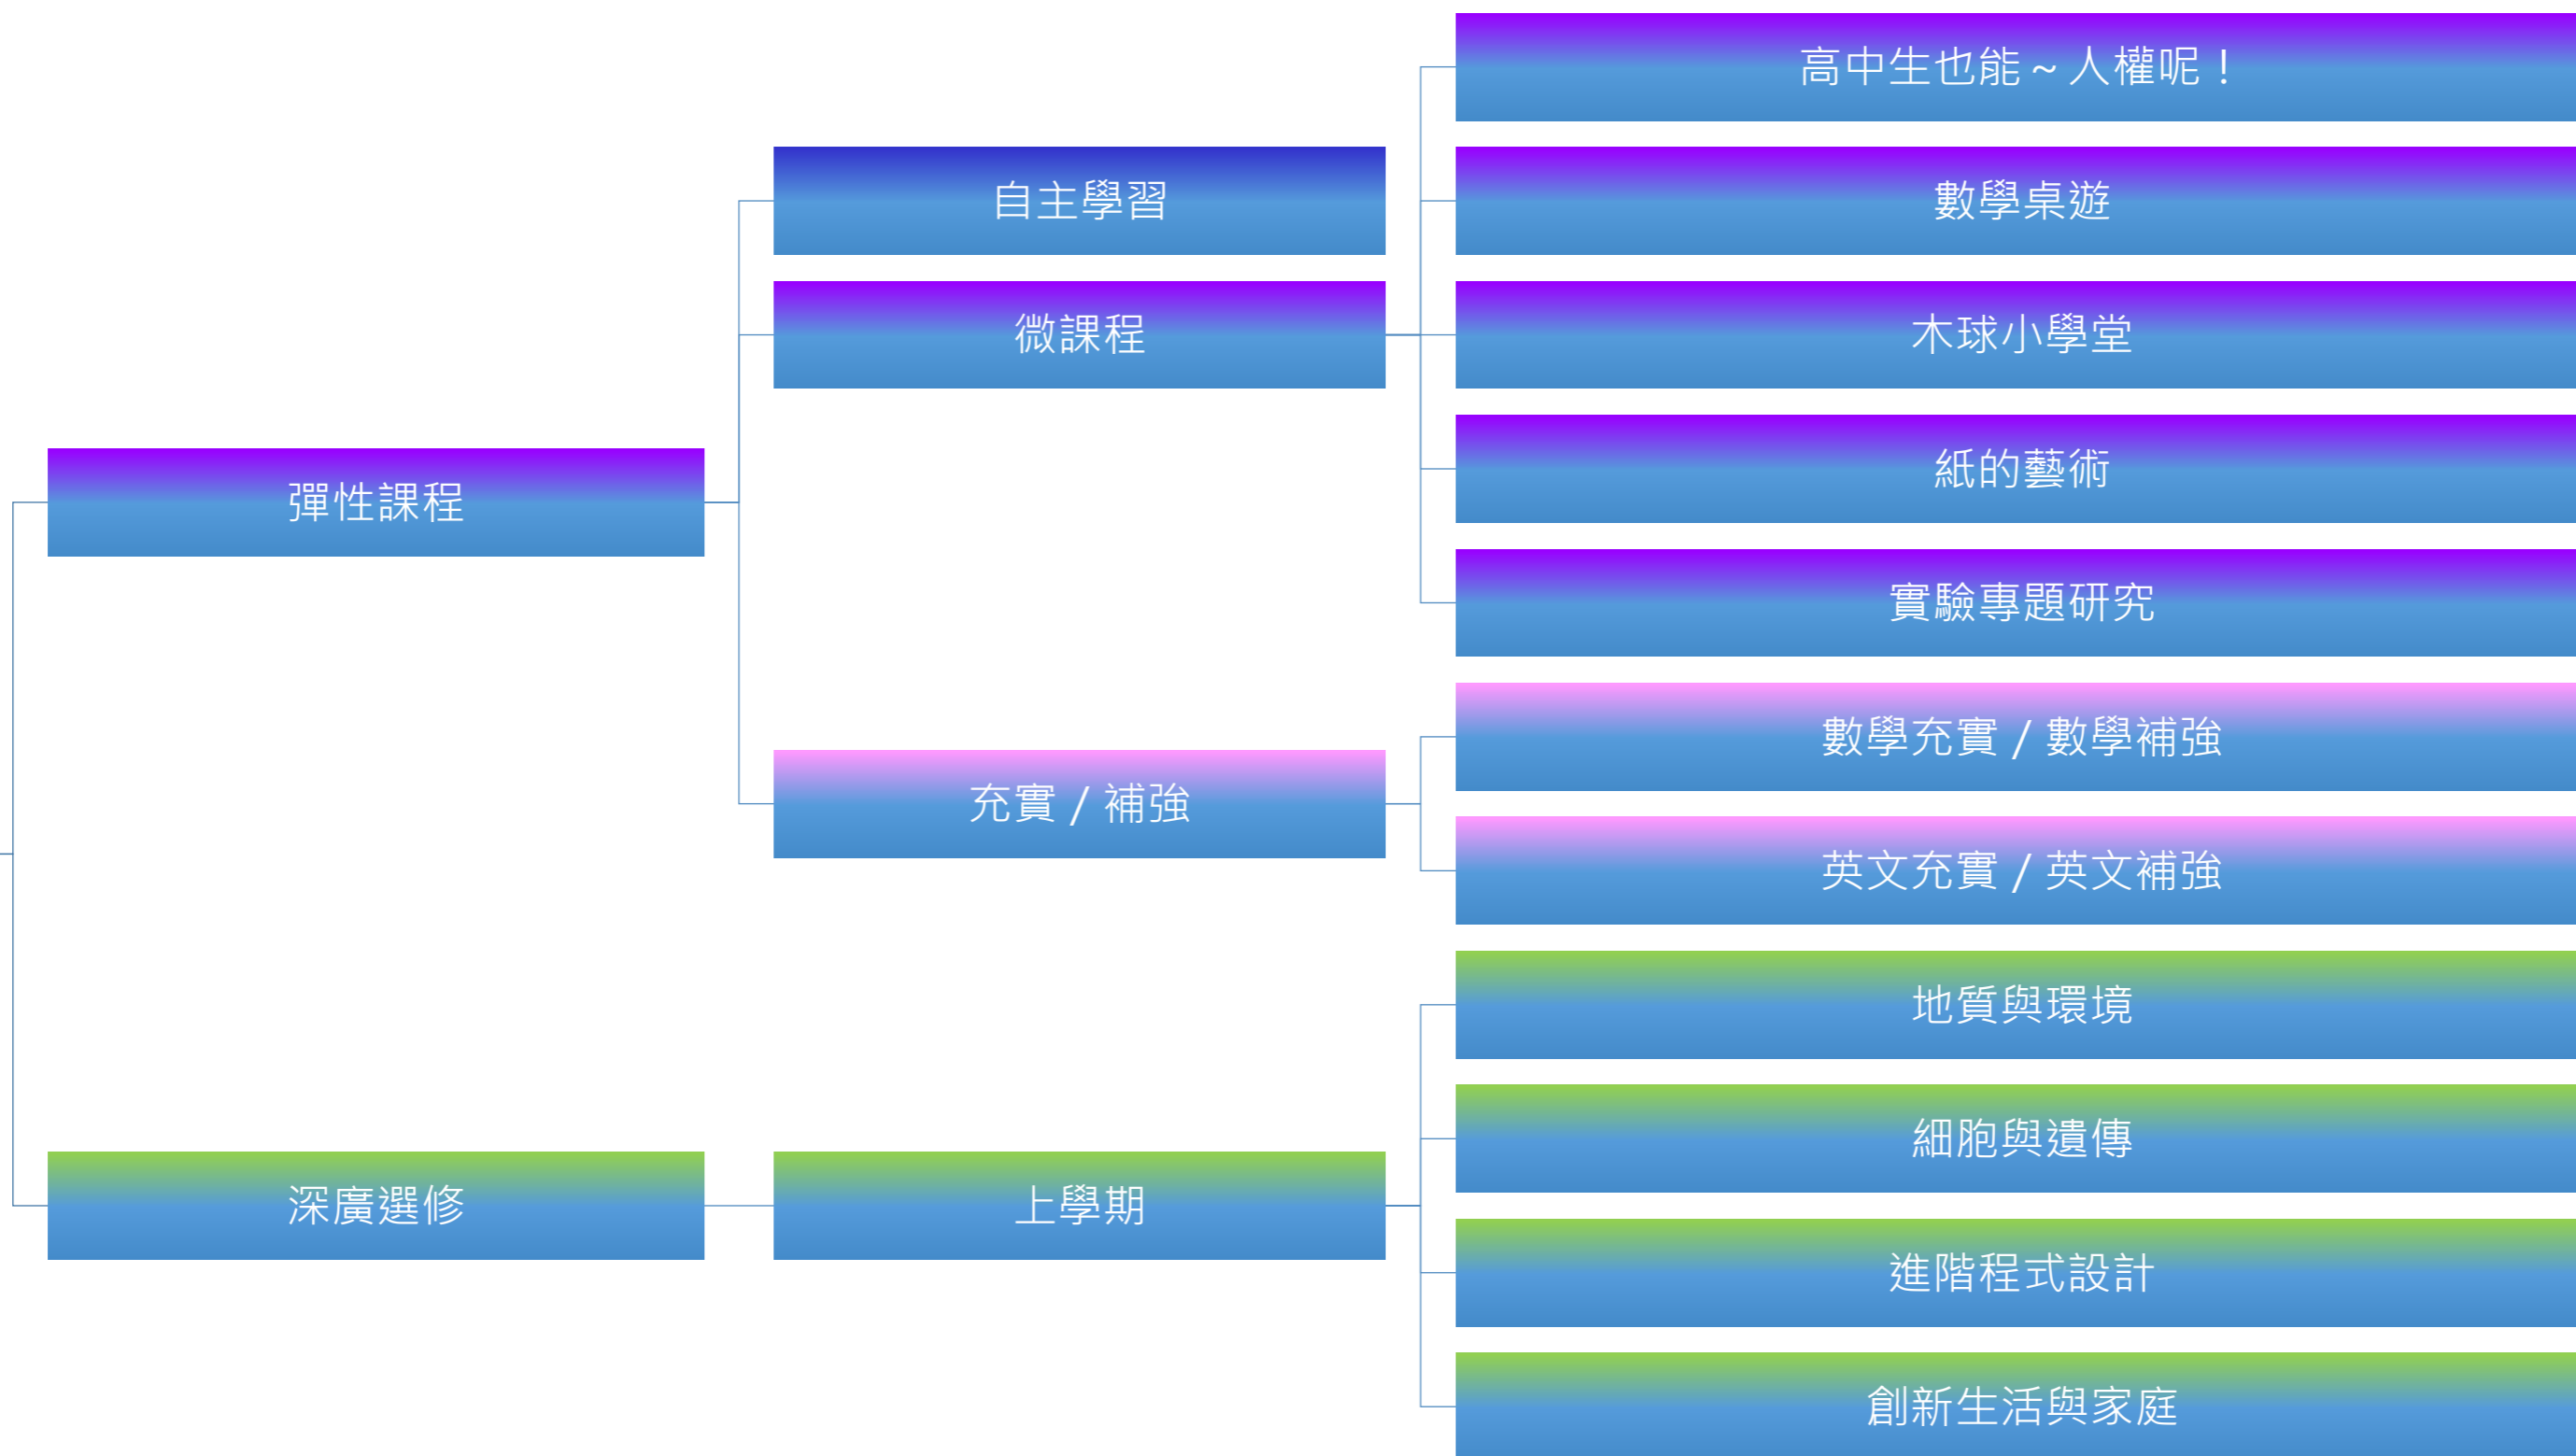 彈性課程
自主學習
微課程
高中生也能～人權呢！
數學桌遊
木球小學堂
紙的藝術
實驗專題研究
充實 / 補強
數學充實 / 數學補強
英文充實 / 英文補強
深廣選修
上學期
地質與環境
細胞與遺傳
進階程式設計
創新生活與家庭